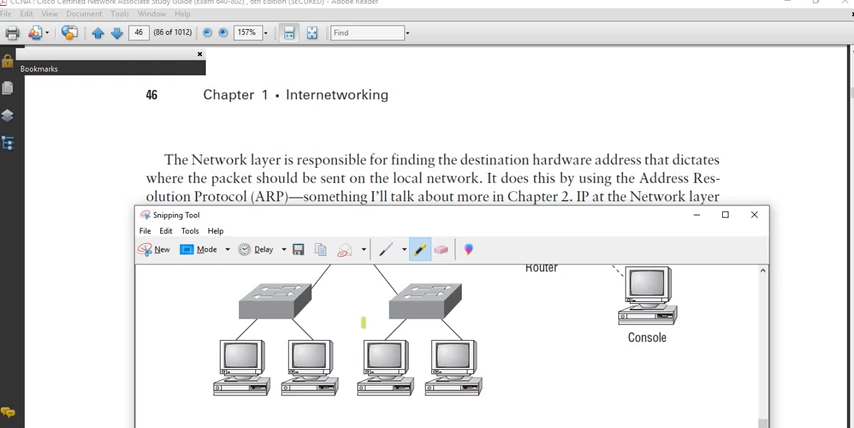 CCNA : Cisco Certified Network Associate Study Guide (Exam 640-802) , 6th Edition (SECURED) - Adobe Reader
File Edit View Document Tools Window Help
46 (86 of 1012) 157% Find
Bookmarks
46 Chapter 1 • Internetworking
The Network layer is responsible for finding the destination hardware address that dictates
where the packet should be sent on the local network. It does this by using the Address Res-
olution Protocol (ARP)—something I'll talk about more in Chapter 2. IP at the Network layer
Snipping Tool
File Edit Tools Help
New Mode Delay
Router
Console